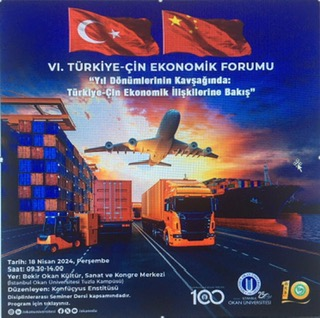 VI. TÜRKİYE-ÇİN EKONOMİK FORUMU
"Yıl Dönümlerinin Kavşağında:
Türkiye-Çin Ekonomik İlişkilerine Bakış"
Tarih: 18 Nisan 2024, Perşembe
Saat: 09.30-14.00
Yer: Bekir Okan Kültür, Sanat ve Kongre Merkezi
(İstanbul Okan Üniversitesi Tuzla Kampüsü)
Düzenleyen: Konfüçyus Enstitüsü
Disiplinlerarası Seminer Dersi kapsamındadır.
Program için tıklayınız.
100
İSTANBUL
OKAN ÜNİVERSİTESİ
10